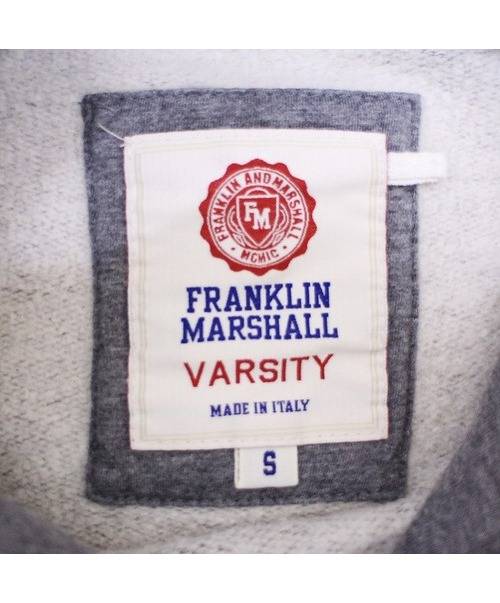 FRANKLIN AND MARSHALL
FM
MCMIC
FRANKLIN
MARSHALL
VARSITY
MADE IN ITALY
S